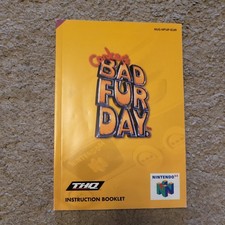 Conker's
BAD
FUR
DAY
THQ
INSTRUCTION BOOKLET
NINTENDO 64